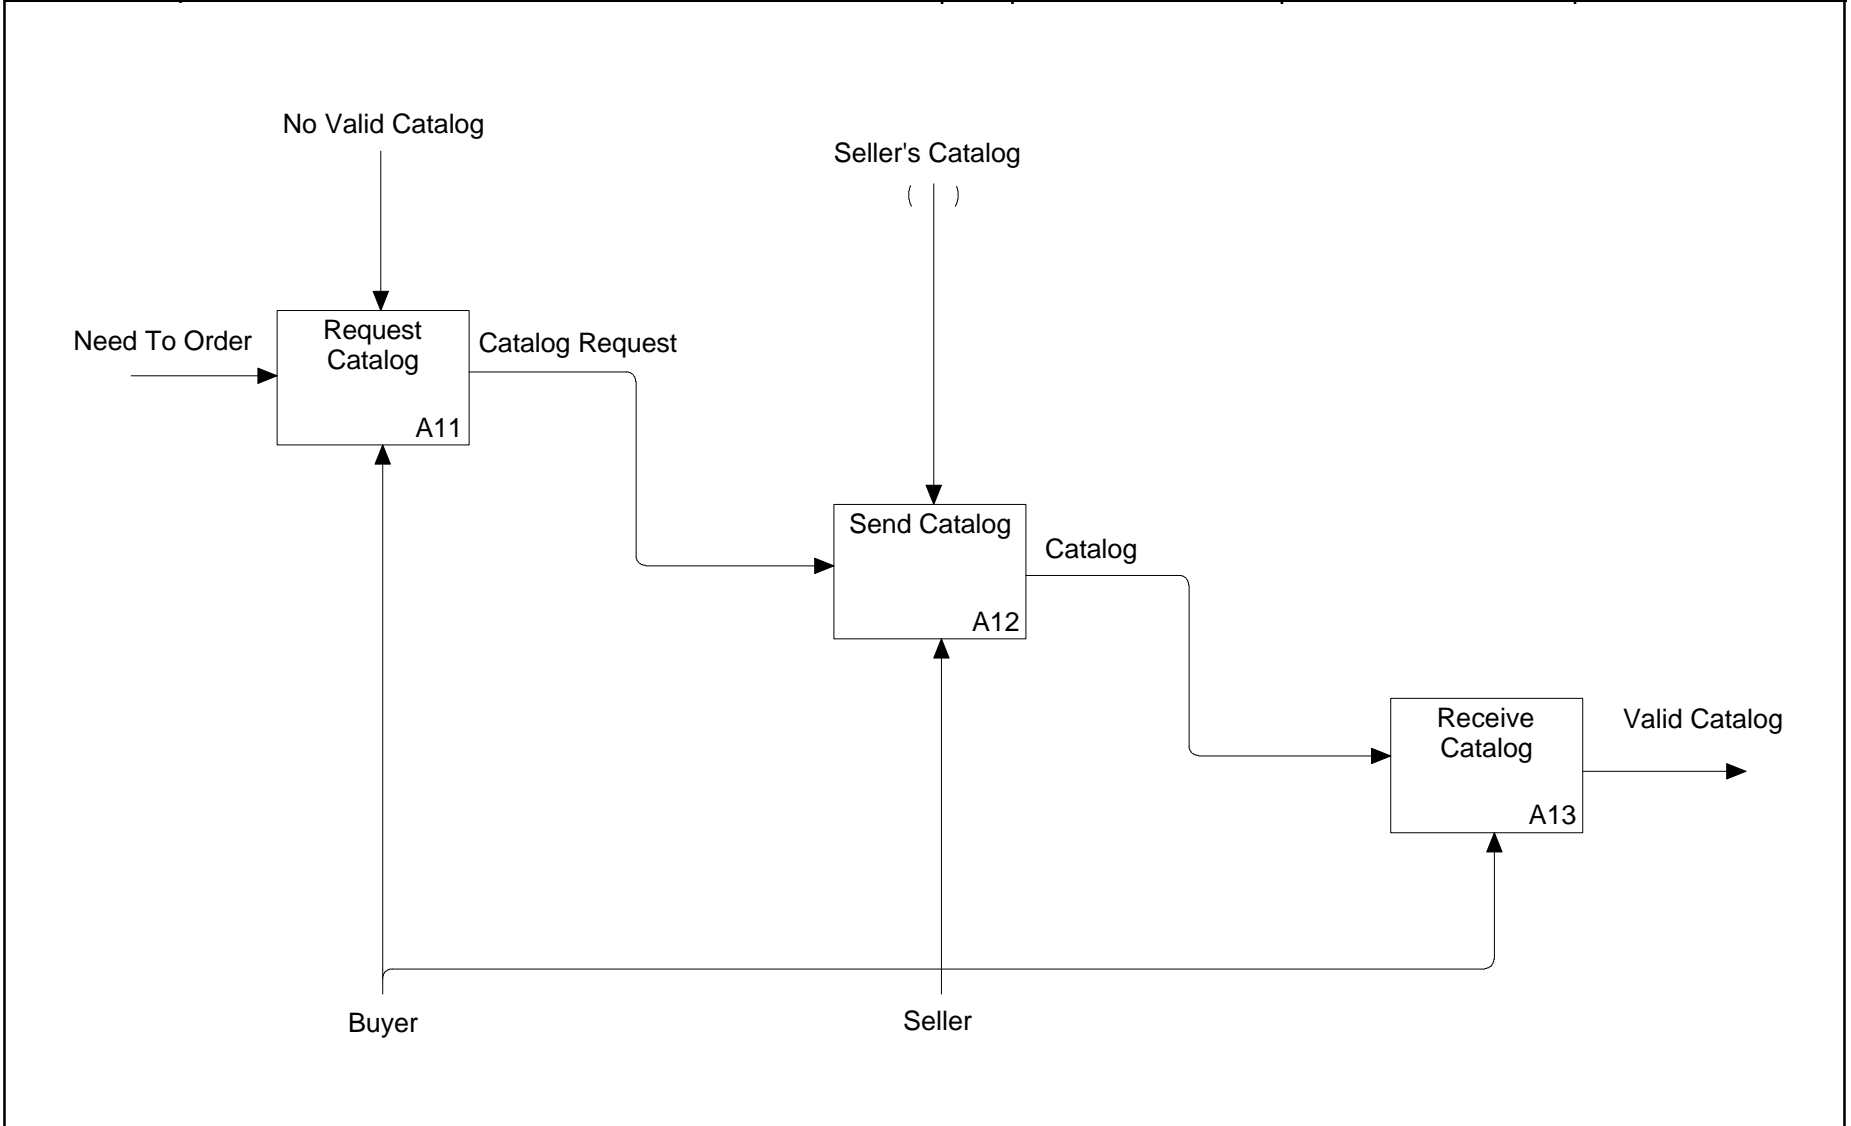 No Valid Catalog
Seller's Catalog
( )
Need To Order
Request
Catalog
A11
Catalog Request
Send Catalog
A12
Catalog
Receive
Catalog
A13
Valid Catalog
Buyer
Seller